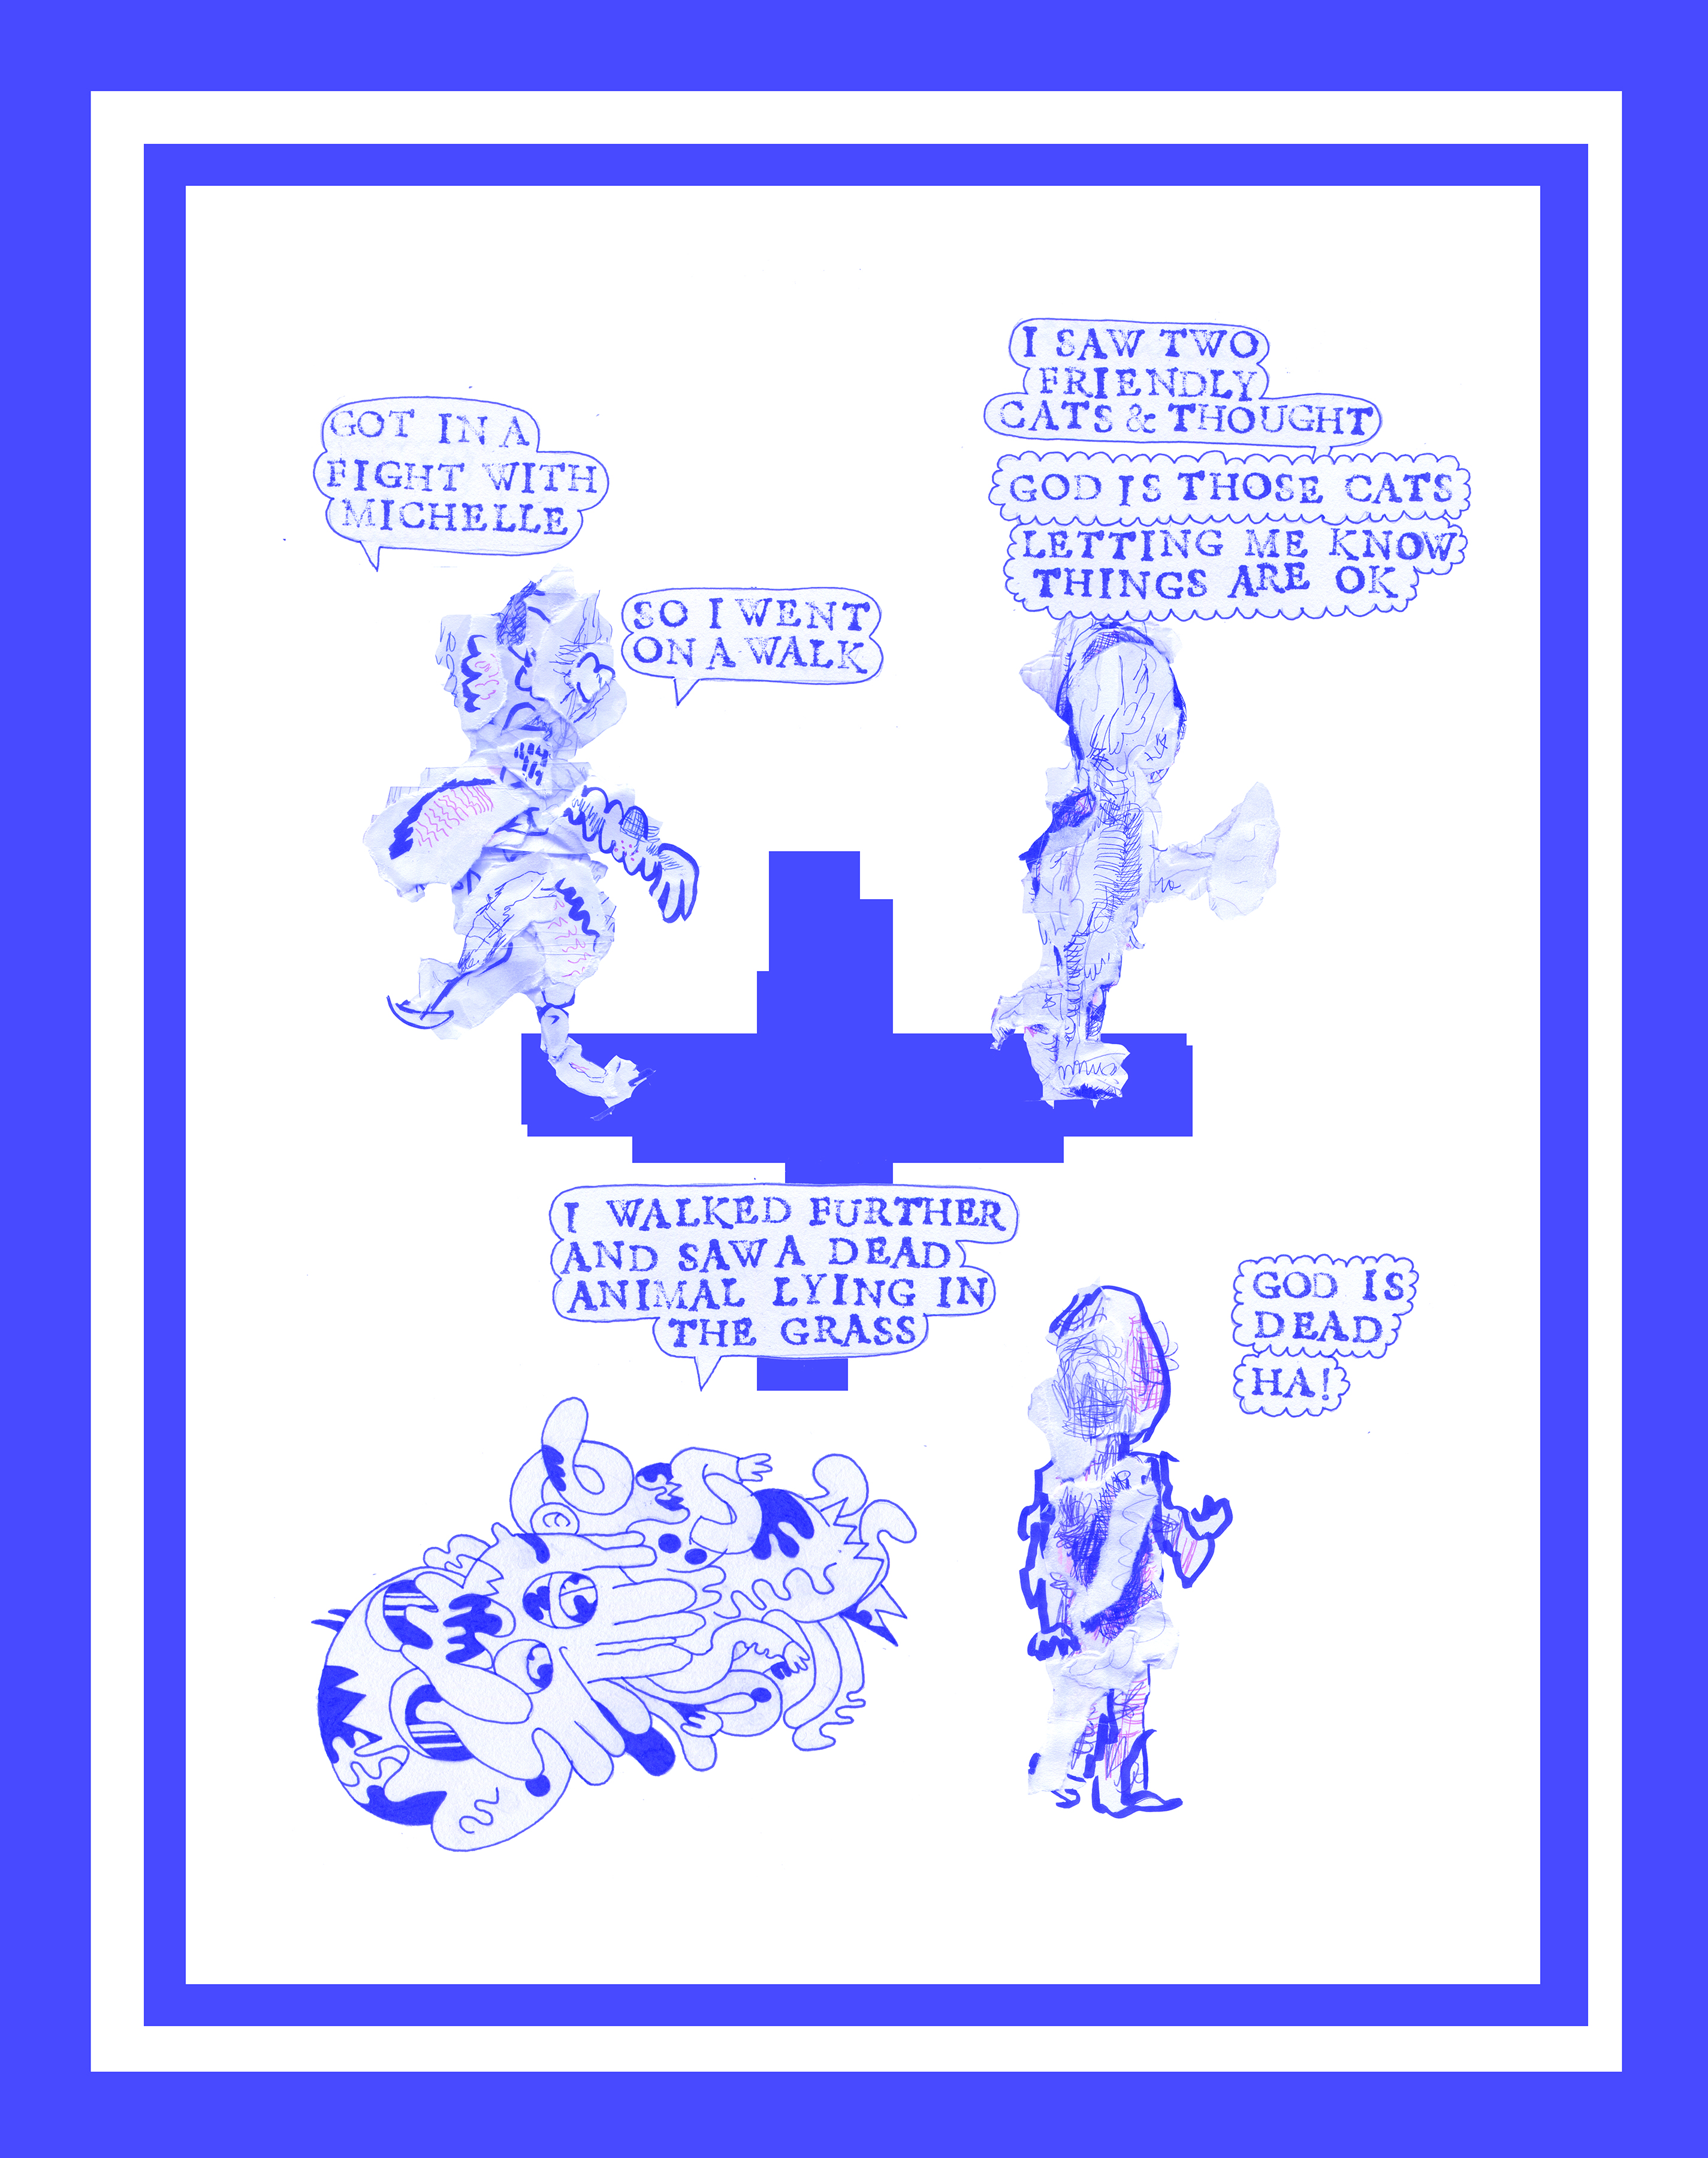 GOT IN A
FIGHT WITH
MICHELLE
SO I WENT
ON A WALK
I SAW TWO
FRIENDLY
CATS & THOUGHT
GOD IS THOSE CATS
LETTING ME KNOW
THINGS ARE OK
I WALKED FURTHER
AND SAW A DEAD
ANIMAL LYING IN
THE GRASS
GOD IS
DEAD
HA!